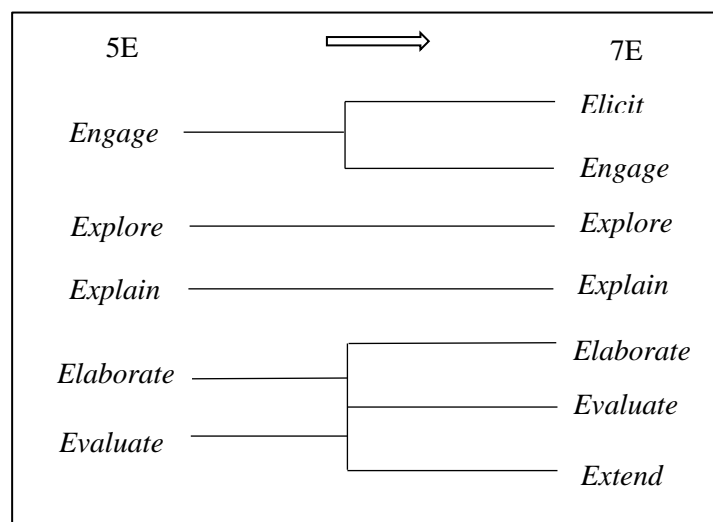 5E 7E
Engage
Elicit
Engage
Explore Explore
Explain Explain
Elaborate
Evaluate
Elaborate
Evaluate
Extend